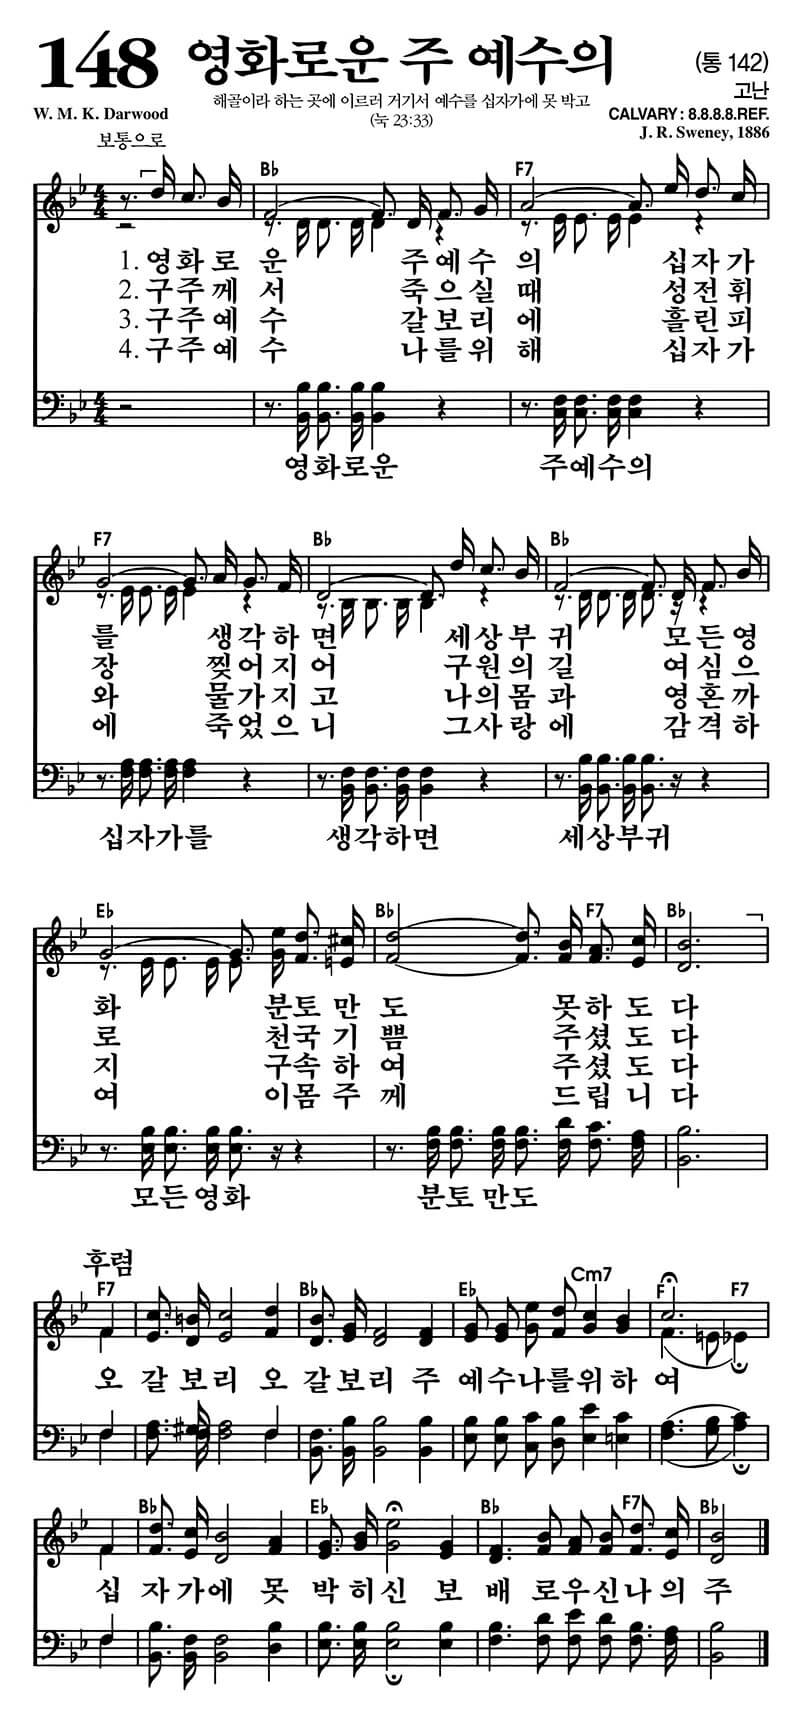 148 영화로운 주 예수의 (통 142)
해골이라 하는 곳에 이르러 거기서 예수를 십자가에 못 박고
(눅 23:33)
고난
W. M. K. Darwood
CALVARY : 8.8.8.8.REF.
J. R. Sweney, 1886
보통으로
B♭ F7
1. 영화로 운 주예수 의 십자가
2. 구주께 서 죽으실 때 성전휘
3. 구주예 수 갈보리 에 흘린피
4. 구주예 수 나를위 해 십자가
영화로운 주예수의
F7 B♭ B♭
를 생각하 면 세상부 귀 모든영
장 찢어지 어 구원의 길 여심으
와 물가지 고 나의몸 과 영혼까
에 죽었으 니 그사랑 에 감격하
십자가를 생각하면 세상부귀
E♭ B♭ F7 B♭
화 분토만 도 못하도 다
로 천국기 쁨 주셨도 다
지 구속하 여 주셨도 다
여 이몸주 께 드립니 다
모든 영화 분토 만도
후렴
F7 B♭ E♭ Cm7 F F7
오 갈 보리 오 갈보리 주 예수나를위하 여
B♭ E♭ B♭ F7 B♭
십 자가에 못 박히신 보 배 로우신나의 주